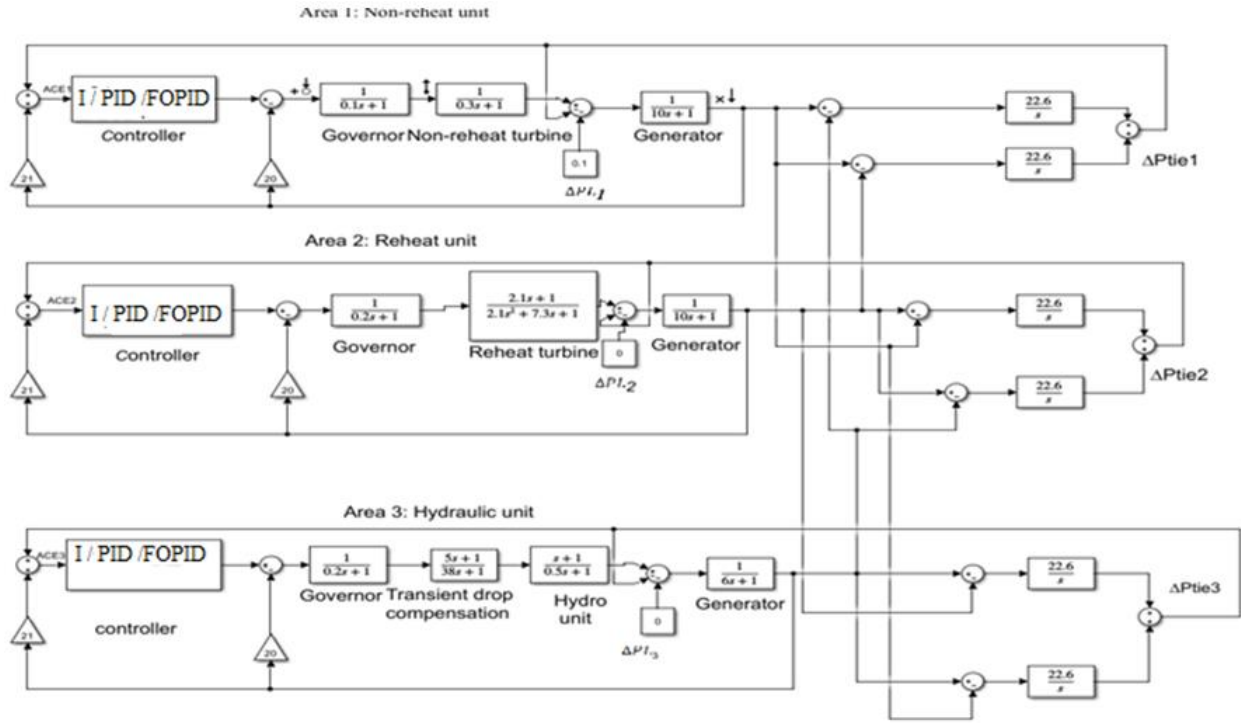 Area 1: Non-reheat unit
ACE1
I / PID /FOPID
Controller
1
0.1s + 1
Governor
1
0.3s + 1
Non-reheat turbine
1
10s + 1
Generator
0.1
ΔPL1
21
20
22.6
s
22.6
s
ΔPtie1
Area 2: Reheat unit
ACE2
I / PID /FOPID
Controller
1
0.2s + 1
Governor
2.1s + 1
2.1s² + 7.3s + 1
Reheat turbine
1
10s + 1
Generator
0
ΔPL2
21
20
22.6
s
22.6
s
ΔPtie2
Area 3: Hydraulic unit
ACE3
I / PID /FOPID
controller
1
0.2s + 1
Governor
5s + 1
38s + 1
Transient drop
compensation
s + 1
0.5s + 1
Hydro
unit
1
6s + 1
Generator
0
ΔPL3
21
20
22.6
s
22.6
s
ΔPtie3